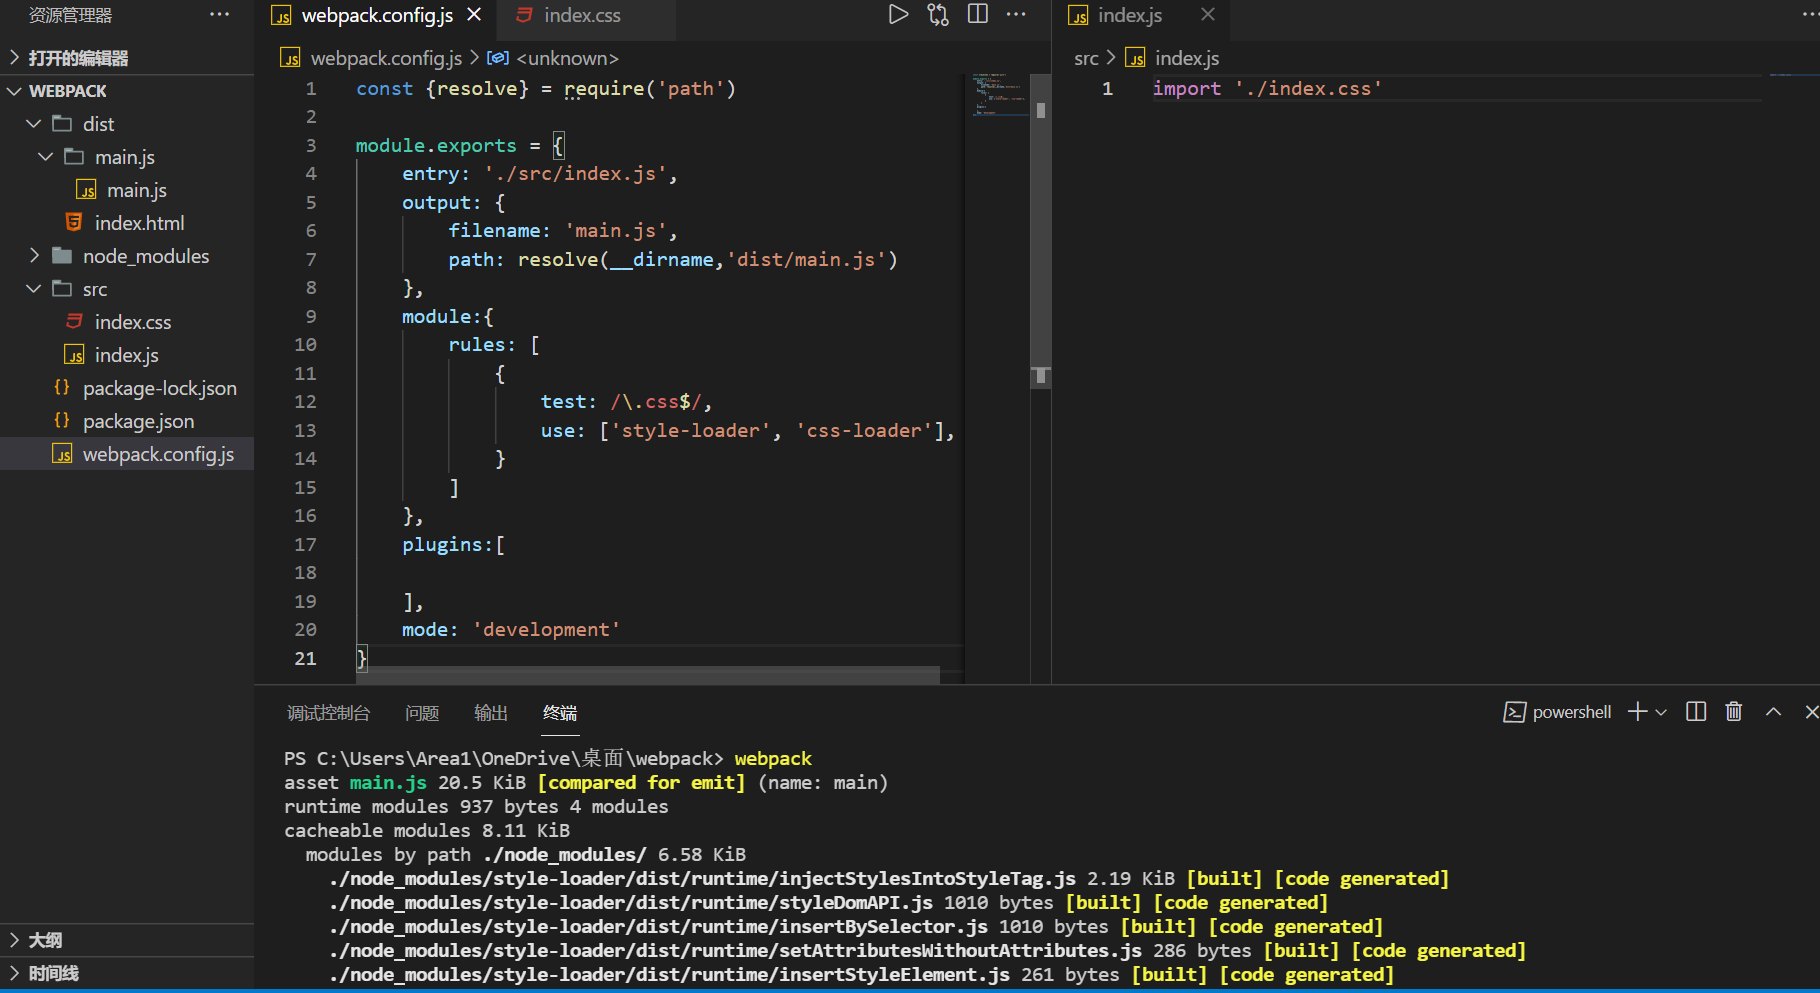 资源管理器 ···
打开的编辑器
WEBPACK
dist
main.js
main.js
index.html
node_modules
src
index.css
index.js
package-lock.json
package.json
webpack.config.js
大纲
时间线
webpack.config.js index.css
webpack.config.js > <unknown>
1 const {resolve} = require('path')
2
3 module.exports = {
4 entry: './src/index.js',
5 output: {
6 filename: 'main.js',
7 path: resolve(__dirname,'dist/main.js')
8 },
9 module:{
10 rules: [
11 {
12 test: /\.css$/,
13 use: ['style-loader', 'css-loader'],
14 }
15 ]
16 },
17 plugins:[
18
19 ],
20 mode: 'development'
21 }
index.js
src > index.js
1 import './index.css'
调试控制台 问题 输出 终端 powershell
PS C:\Users\Area1\OneDrive\桌面\webpack> webpack
asset main.js 20.5 KiB [compared for emit] (name: main)
runtime modules 937 bytes 4 modules
cacheable modules 8.11 KiB
modules by path ./node_modules/ 6.58 KiB
./node_modules/style-loader/dist/runtime/injectStylesIntoStyleTag.js 2.19 KiB [built] [code generated]
./node_modules/style-loader/dist/runtime/styleDomAPI.js 1010 bytes [built] [code generated]
./node_modules/style-loader/dist/runtime/insertBySelector.js 1010 bytes [built] [code generated]
./node_modules/style-loader/dist/runtime/setAttributesWithoutAttributes.js 286 bytes [built] [code generated]
./node_modules/style-loader/dist/runtime/insertStyleElement.js 261 bytes [built] [code generated]